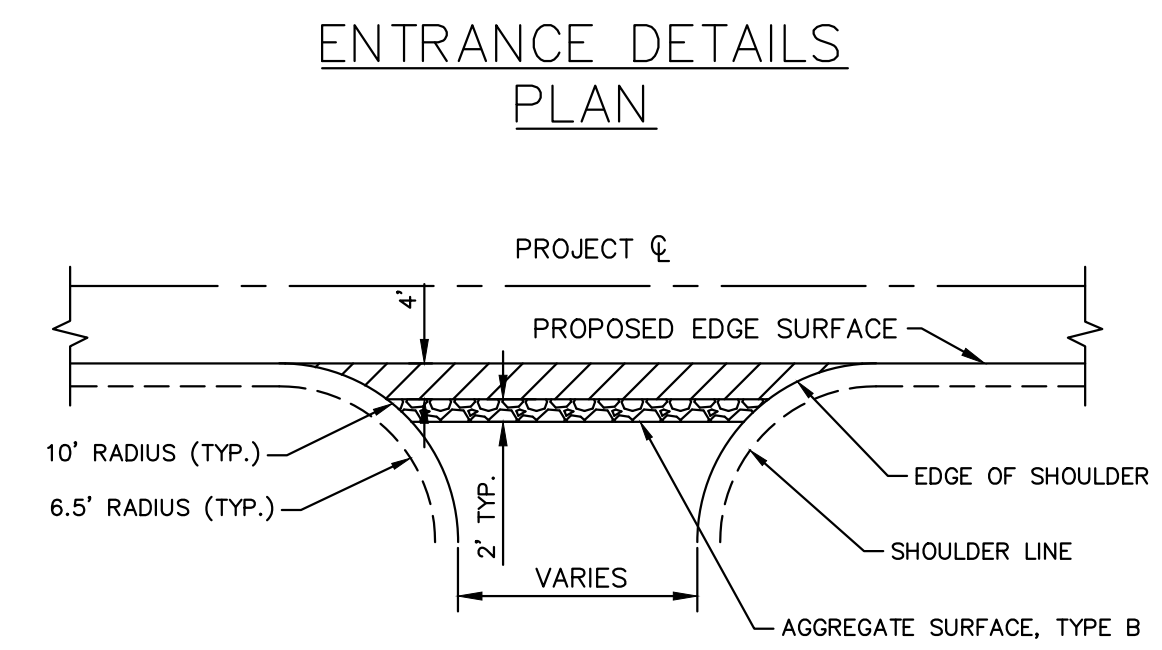 ENTRANCE DETAILS
PLAN
PROJECT ℄
4'
PROPOSED EDGE SURFACE
10' RADIUS (TYP.)
6.5' RADIUS (TYP.)
2' TYP.
EDGE OF SHOULDER
SHOULDER LINE
VARIES
AGGREGATE SURFACE, TYPE B